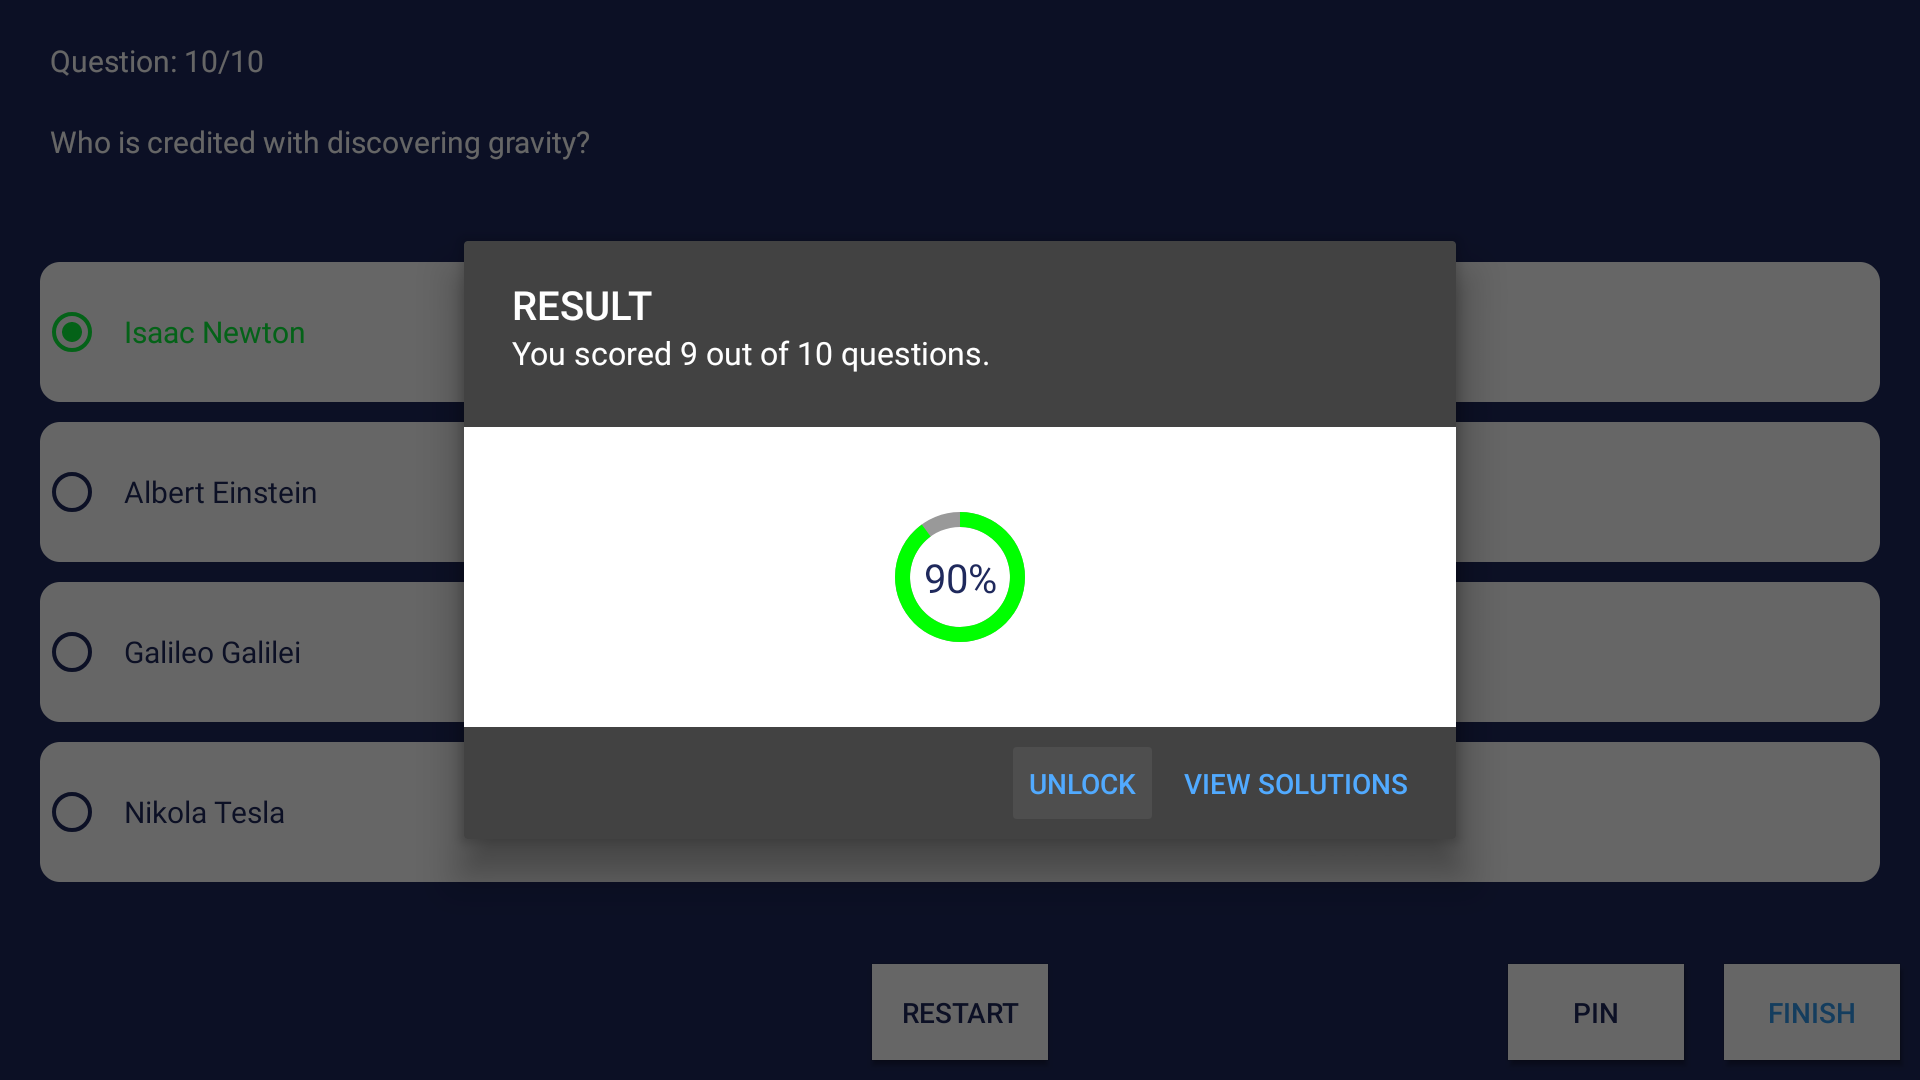 Question: 10/10
Who is credited with discovering gravity?
Isaac Newton
Albert Einstein
Galileo Galilei
Nikola Tesla
RESULT
You scored 9 out of 10 questions.
90%
UNLOCK
VIEW SOLUTIONS
RESTART
PIN
FINISH